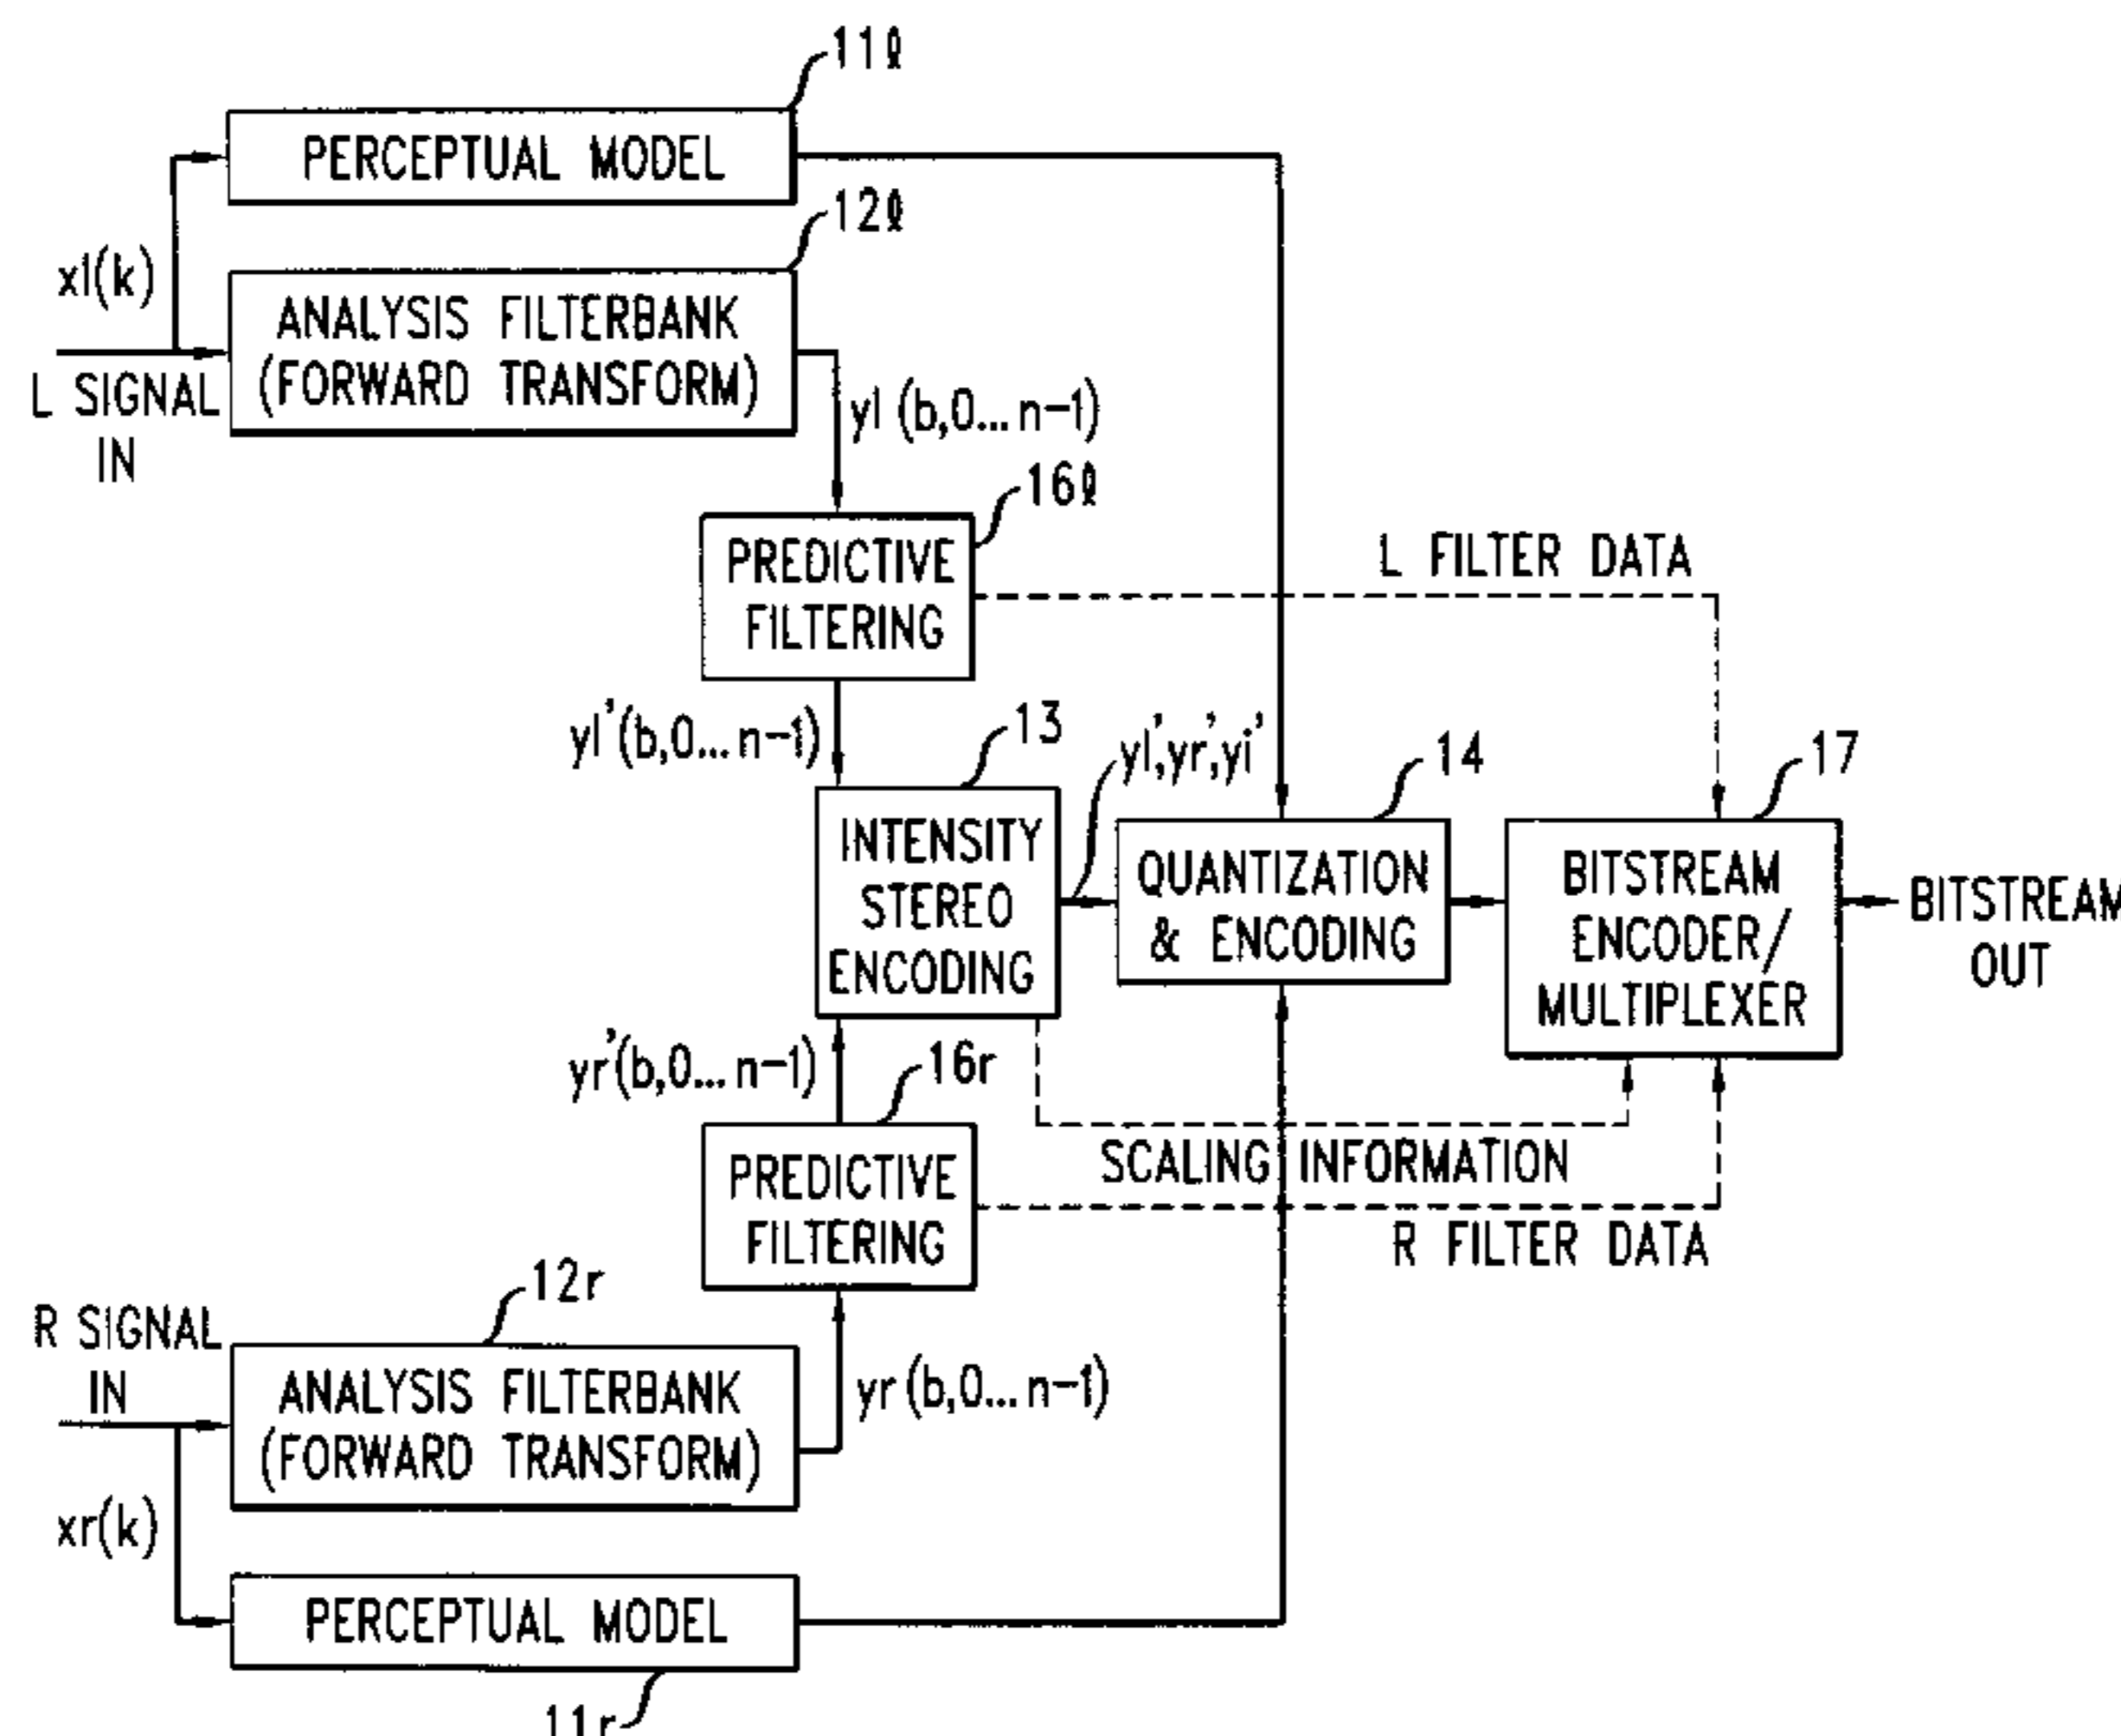 11ℓ
PERCEPTUAL MODEL
12ℓ
xl(k)
ANALYSIS FILTERBANK
(FORWARD TRANSFORM)
L SIGNAL
IN
yl (b,0... n-1)
16ℓ
PREDICTIVE
FILTERING
L FILTER DATA
yl'(b,0... n-1)
13
yl',yr',yi'
14
17
INTENSITY
STEREO
ENCODING
QUANTIZATION
& ENCODING
BITSTREAM
ENCODER/
MULTIPLEXER
BITSTREAM
OUT
yr'(b,0... n-1)
16r
SCALING INFORMATION
PREDICTIVE
FILTERING
R FILTER DATA
12r
R SIGNAL
IN
ANALYSIS FILTERBANK
(FORWARD TRANSFORM)
yr (b,0... n-1)
xr(k)
PERCEPTUAL MODEL
11r